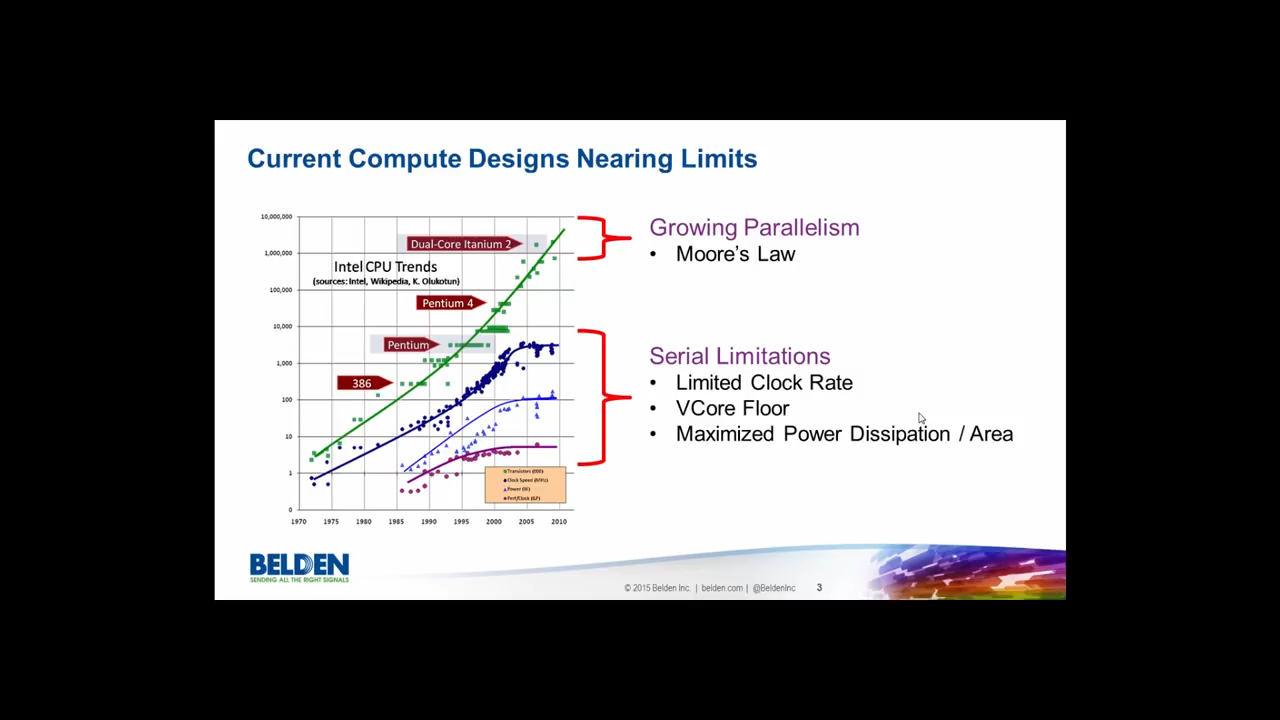 Current Compute Designs Nearing Limits
10,000,000
1,000,000
100,000
10,000
1,000
100
10
1
0
1970 1975 1980 1985 1990 1995 2000 2005 2010
Intel CPU Trends
(sources: Intel, Wikipedia, K. Olukotun)
Dual-Core Itanium 2
Pentium 4
Pentium
386
Transistors (000)
Clock Speed (MHz)
Power (W)
Perf/Clock (ILP)
Growing Parallelism
• Moore's Law
Serial Limitations
• Limited Clock Rate
• VCore Floor
• Maximized Power Dissipation / Area
BELDEN
SENDING ALL THE RIGHT SIGNALS
© 2015 Belden Inc. | belden.com | @BeldenInc 3